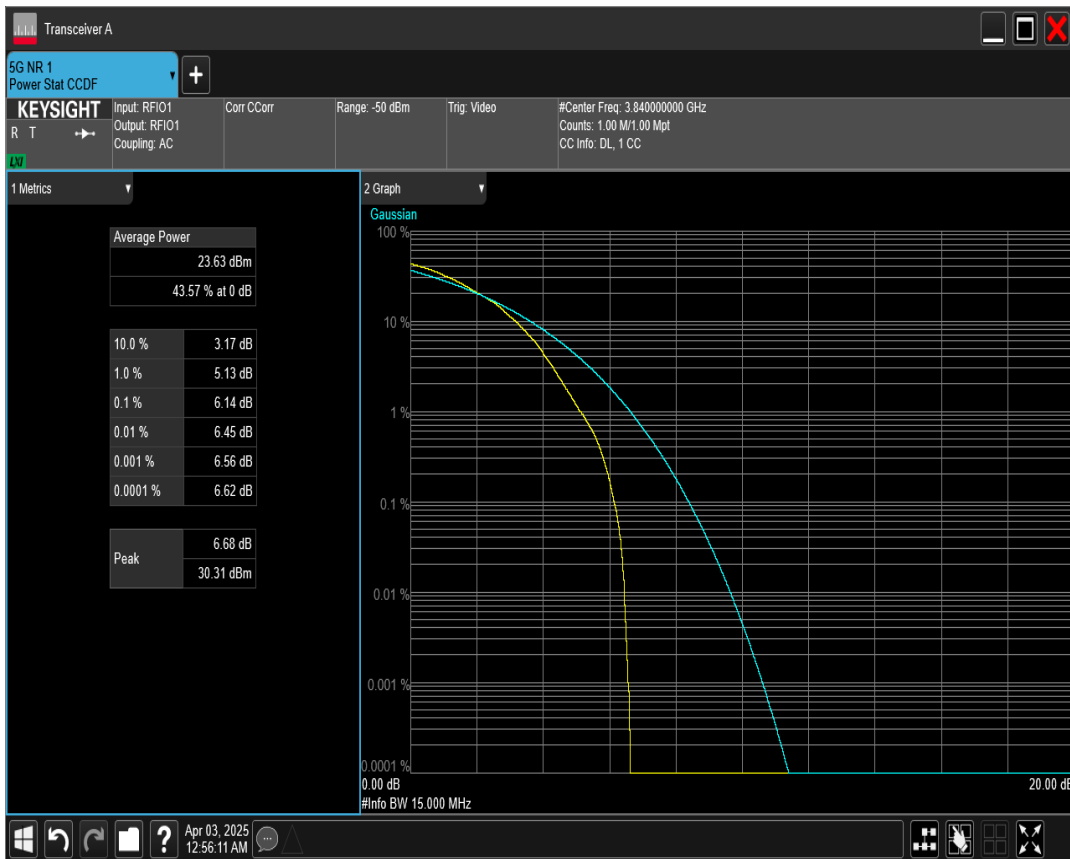 Transceiver A
5G NR 1
Power Stat CCDF
KEYSIGHT
R T
LXI
Input: RFIO1
Output: RFIO1
Coupling: AC
Corr CCorr
Range: -50 dBm
Trig: Video
#Center Freq: 3.840000000 GHz
Counts: 1.00 M/1.00 Mpt
CC Info: DL, 1 CC
1 Metrics
Average Power
23.63 dBm
43.57 % at 0 dB
10.0 % 3.17 dB
1.0 % 5.13 dB
0.1 % 6.14 dB
0.01 % 6.45 dB
0.001 % 6.56 dB
0.0001 % 6.62 dB
Peak 6.68 dB
30.31 dBm
2 Graph
Gaussian
100 %
10 %
1 %
0.1 %
0.01 %
0.001 %
0.0001 %
0.00 dB 20.00 dB
#Info BW 15.000 MHz
Apr 03, 2025
12:56:11 AM